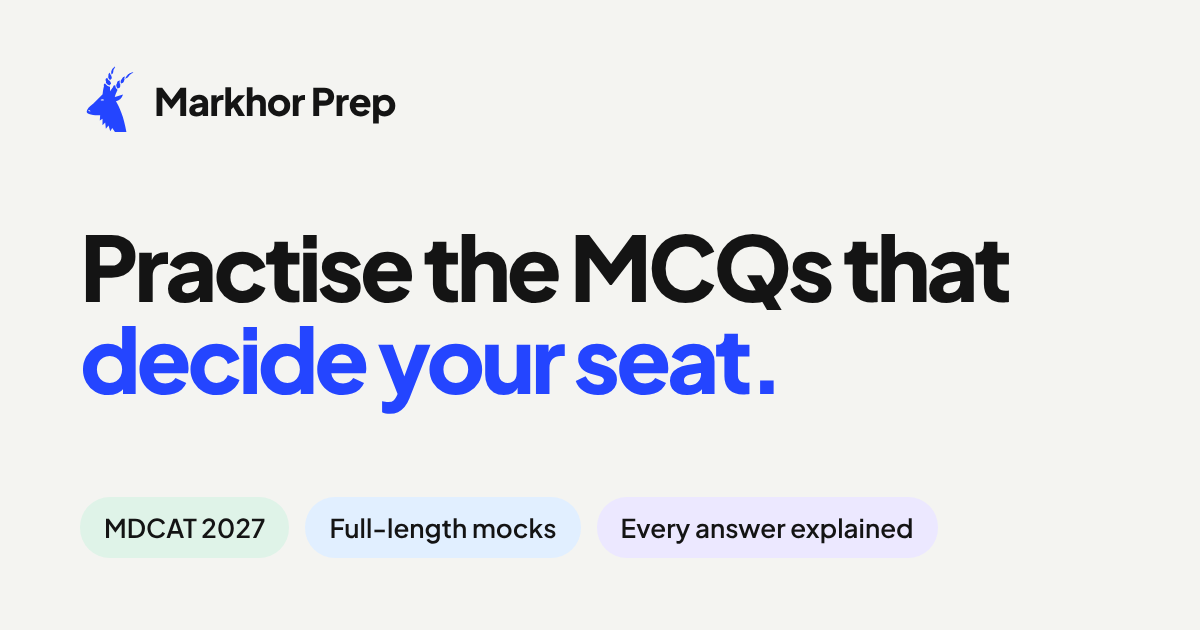 Markhor Prep
Practise the MCQs that
decide your seat.
MDCAT 2027
Full-length mocks
Every answer explained